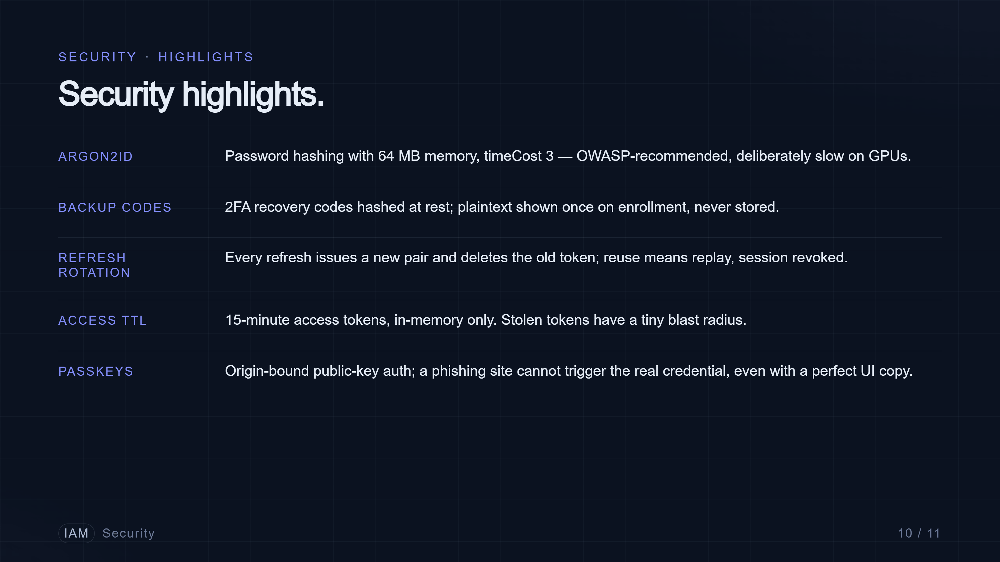 SECURITY · HIGHLIGHTS
Security highlights.
ARGON2ID
Password hashing with 64 MB memory, timeCost 3 — OWASP-recommended, deliberately slow on GPUs.
BACKUP CODES
2FA recovery codes hashed at rest; plaintext shown once on enrollment, never stored.
REFRESH
ROTATION
Every refresh issues a new pair and deletes the old token; reuse means replay, session revoked.
ACCESS TTL
15-minute access tokens, in-memory only. Stolen tokens have a tiny blast radius.
PASSKEYS
Origin-bound public-key auth; a phishing site cannot trigger the real credential, even with a perfect UI copy.
IAM Security
10 / 11